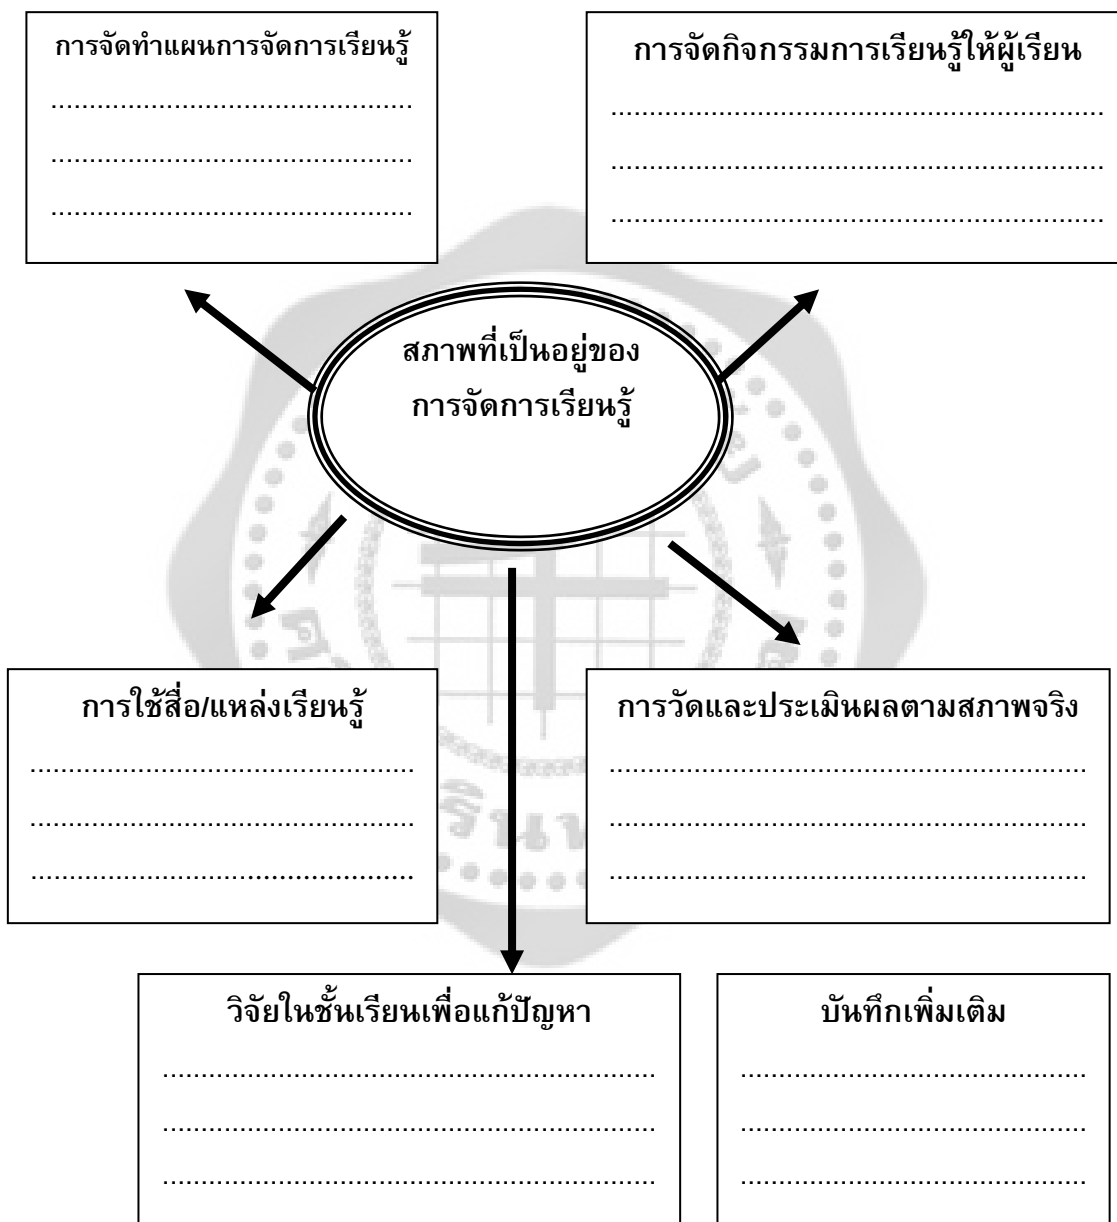 การจัดทำแผนการจัดการเรียนรู้
................................................
................................................
................................................
การจัดกิจกรรมการเรียนรู้ให้ผู้เรียน
................................................................
................................................................
................................................................
สภาพที่เป็นอยู่ของ
การจัดการเรียนรู้
การใช้สื่อ/แหล่งเรียนรู้
..................................................
..................................................
..................................................
การวัดและประเมินผลตามสภาพจริง
..............................................................
..............................................................
..............................................................
วิจัยในชั้นเรียนเพื่อแก้ปัญหา
................................................................
................................................................
................................................................
บันทึกเพิ่มเติม
.............................................
.............................................
.............................................